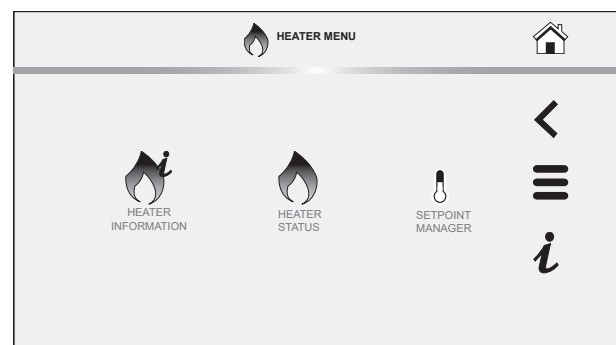 HEATER MENU
HEATER
INFORMATION
HEATER
STATUS
SETPOINT
MANAGER